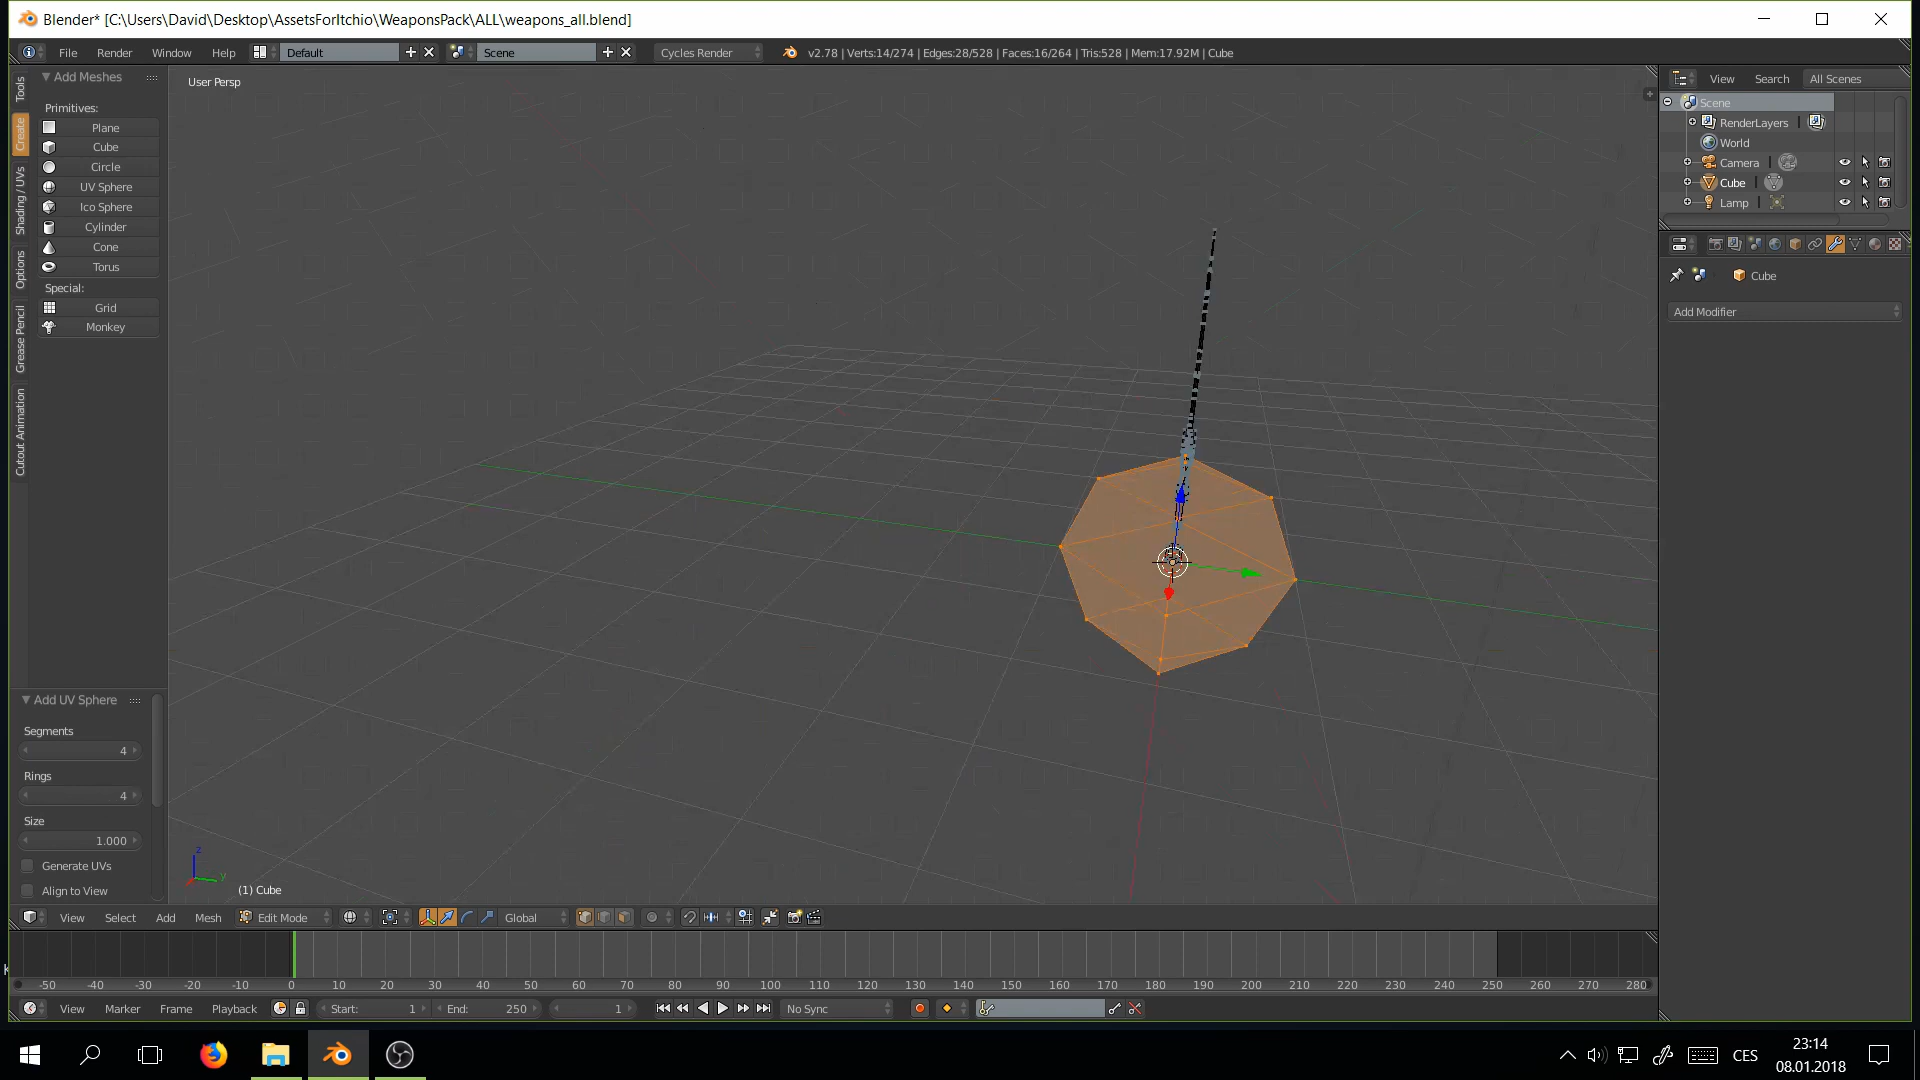 Blender* [C:\Users\David\Desktop\AssetsForItchio\WeaponsPack\ALL\weapons_all.blend]
File Render Window Help Default Scene Cycles Render v2.78 | Verts:14/274 | Edges:28/528 | Faces:16/264 | Tris:528 | Mem:17.92M | Cube
Tools
Create
Shading / UVs
Options
Grease Pencil
Cutout Animation
Add Meshes
Primitives:
Plane
Cube
Circle
UV Sphere
Ico Sphere
Cylinder
Cone
Torus
Special:
Grid
Monkey
Add UV Sphere
Segments
4
Rings
4
Size
1.000
Generate UVs
Align to View
User Persp
z
y
(1) Cube
View Search All Scenes
Scene
RenderLayers
World
Camera
Cube
Lamp
Cube
Add Modifier
View Select Add Mesh Edit Mode Global
-50 -40 -30 -20 -10 0 10 20 30 40 50 60 70 80 90 100 110 120 130 140 150 160 170 180 190 200 210 220 230 240 250 260 270 280
View Marker Frame Playback Start: 1 End: 250 1 No Sync
CES
23:14
08.01.2018